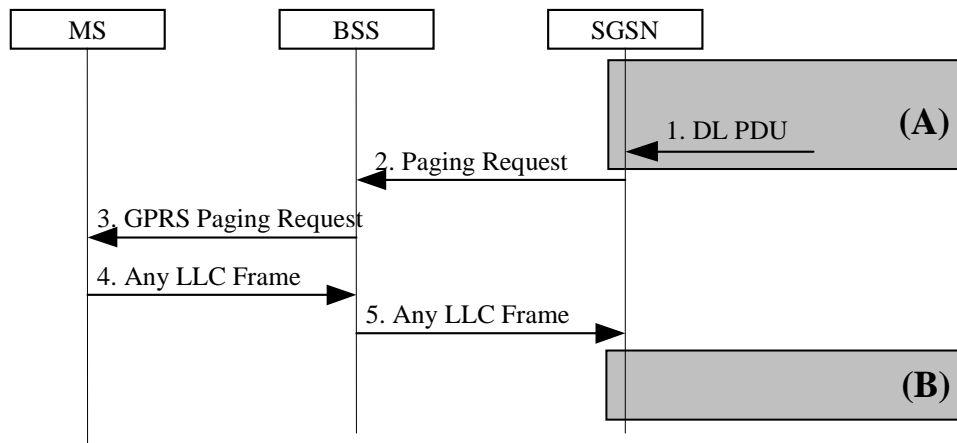 MS
BSS
SGSN
(A)
1. DL PDU
2. Paging Request
3. GPRS Paging Request
4. Any LLC Frame
5. Any LLC Frame
(B)